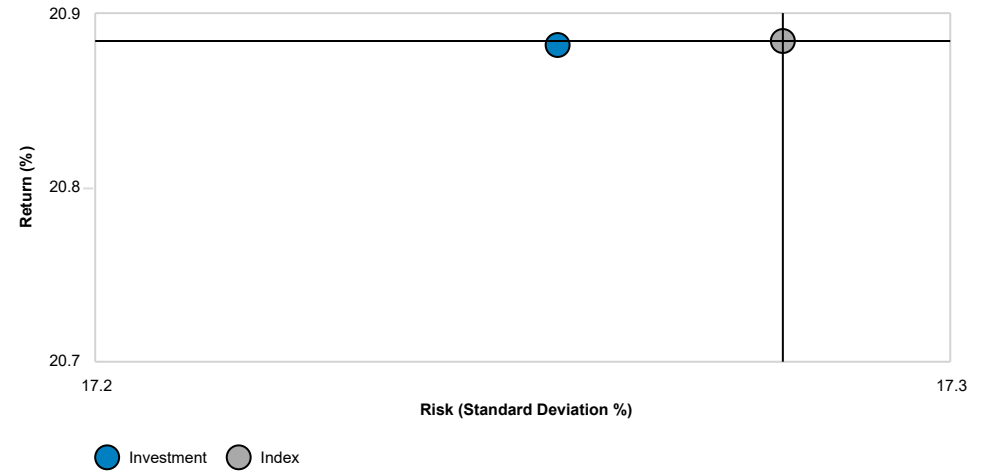 20.9
20.8
20.7
Return (%)
17.2
17.3
Risk (Standard Deviation %)
Investment
Index